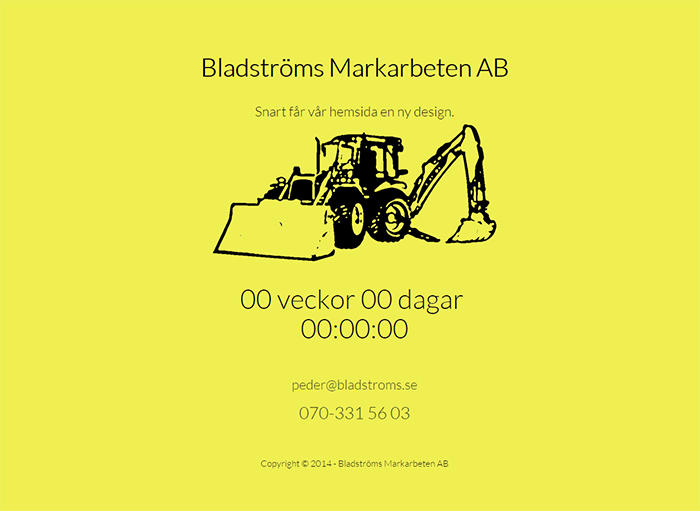 Bladströms Markarbeten AB
Snart får vår hemsida en ny design.
00 veckor 00 dagar
00:00:00
peder@bladstroms.se
070-331 56 03
Copyright © 2014 - Bladströms Markarbeten AB